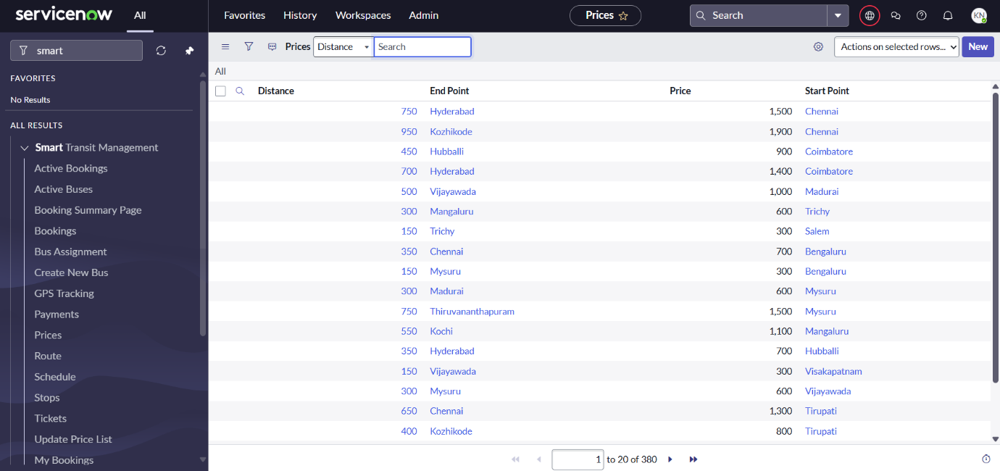 servicenow All Favorites History Workspaces Admin Prices Search KN
smart
Prices Distance Search Actions on selected rows... New
FAVORITES
No Results
ALL RESULTS
Smart Transit Management
Active Bookings
Active Buses
Booking Summary Page
Bookings
Bus Assignment
Create New Bus
GPS Tracking
Payments
Prices
Route
Schedule
Stops
Tickets
Update Price List
My Bookings
All
Distance End Point Price Start Point
750 Hyderabad 1,500 Chennai
950 Kozhikode 1,900 Chennai
450 Hubballi 900 Coimbatore
700 Hyderabad 1,400 Coimbatore
500 Vijayawada 1,000 Madurai
300 Mangaluru 600 Trichy
150 Trichy 300 Salem
350 Chennai 700 Bengaluru
150 Mysuru 300 Bengaluru
300 Madurai 600 Mysuru
750 Thiruvananthapuram 1,500 Mysuru
550 Kochi 1,100 Mangaluru
350 Hyderabad 700 Hubballi
150 Vijayawada 300 Visakapatnam
300 Mysuru 600 Vijayawada
650 Chennai 1,300 Tirupati
400 Kozhikode 800 Tirupati
1 to 20 of 380